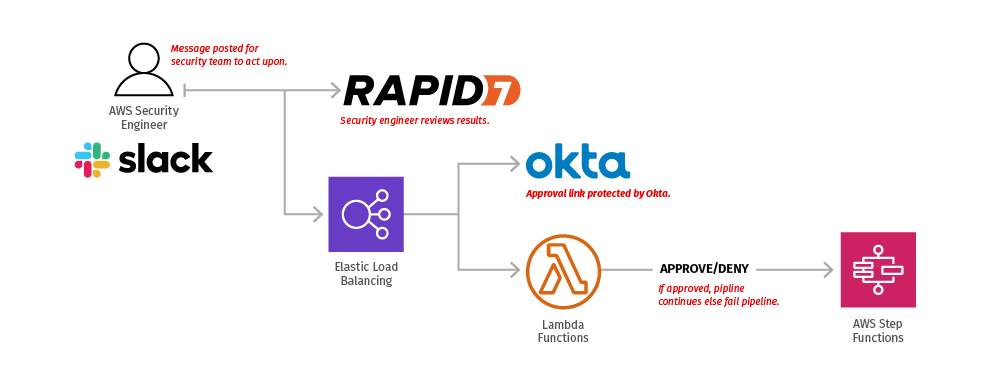 Message posted for
security team to act upon.
AWS Security
Engineer
slack
RAPID7
Security engineer reviews results.
okta
Approval link protected by Okta.
Elastic Load
Balancing
Lambda
Functions
APPROVE/DENY
If approved, pipline
continues else fail pipeline.
AWS Step
Functions